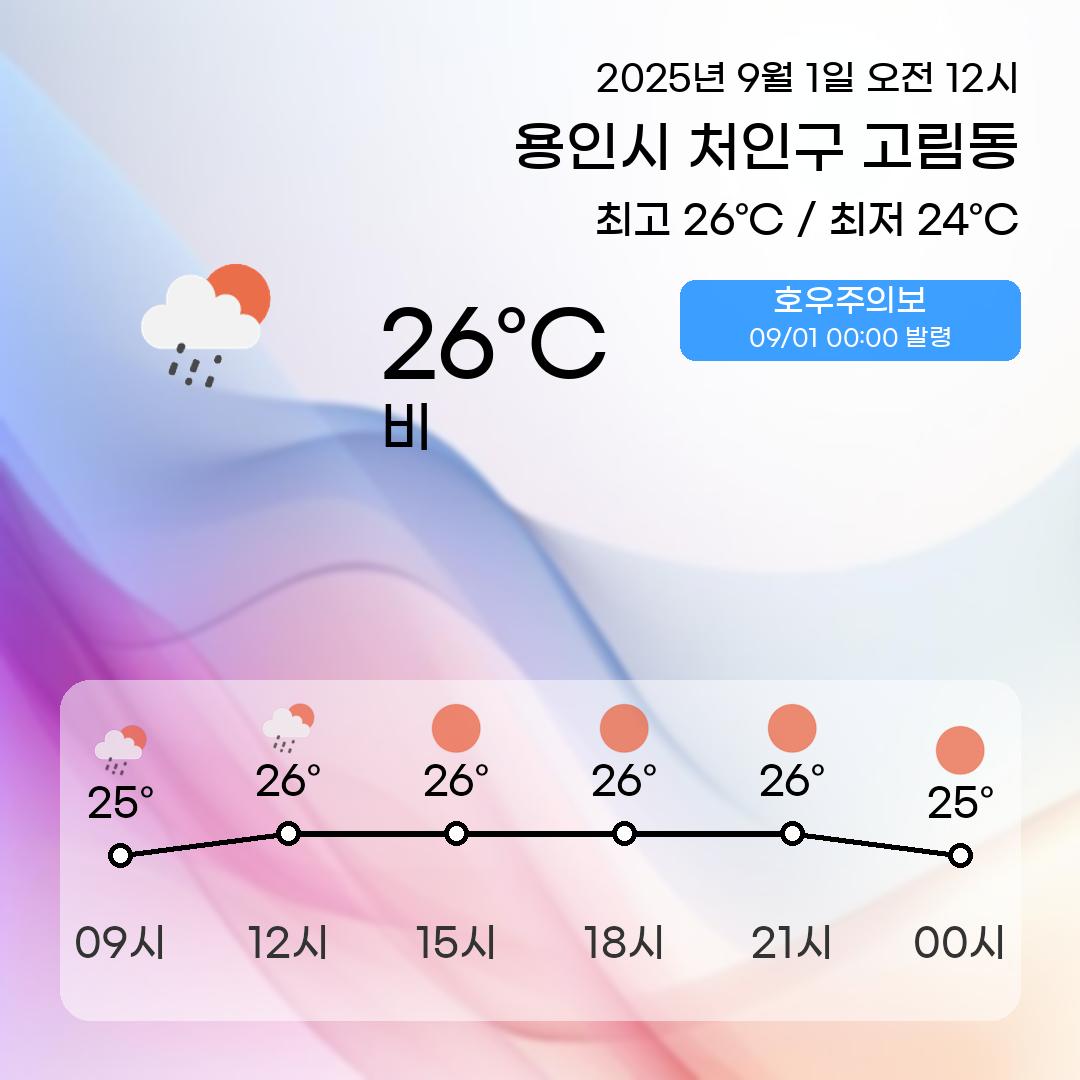 2025년 9월 1일 오전 12시
용인시 처인구 고림동
최고 26°C / 최저 24°C
호우주의보
09/01 00:00 발령
26°C
비
25° 26° 26° 26° 26° 25°
09시 12시 15시 18시 21시 00시